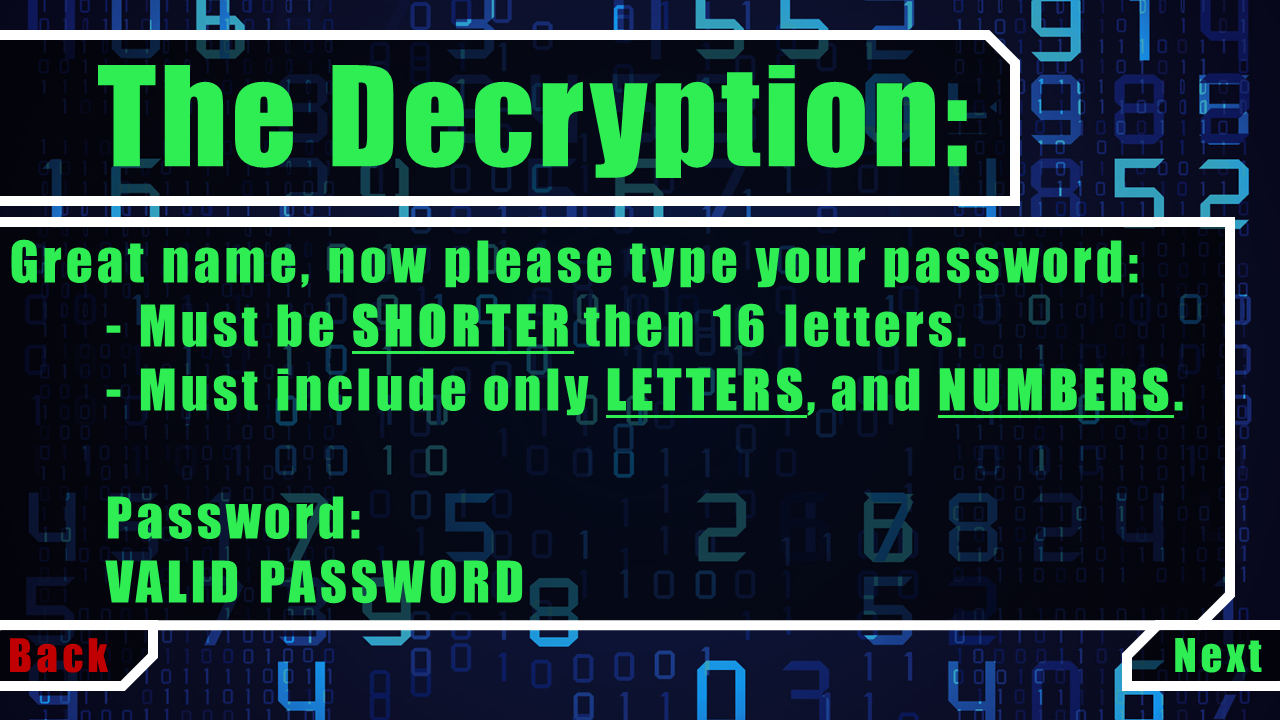 The Decryption:
Great name, now please type your password:
- Must be SHORTER then 16 letters.
- Must include only LETTERS, and NUMBERS.
Password:
VALID PASSWORD
Back
Next